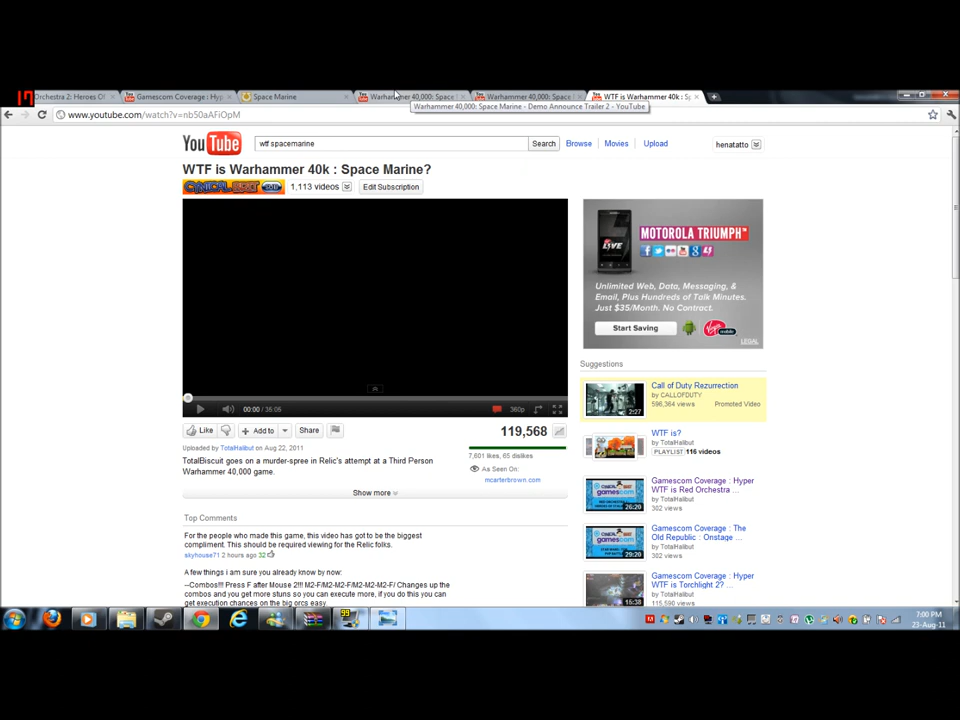 Orchestra 2: Heroes Of
Gamescom Coverage : Hyp
Space Marine
Warhammer 40,000: Space
Warhammer 40,000: Space
WTF is Warhammer 40k : Sp
Warhammer 40,000: Space Marine - Demo Announce Trailer 2 - YouTube
www.youtube.com/watch?v=nb50aAFiOpM
YouTube
wtf spacemarine
Search
Browse
Movies
Upload
henatatto
WTF is Warhammer 40k : Space Marine?
1,113 videos
Edit Subscription
00:00 / 35:05
360p
Like
Add to
Share
119,568
Uploaded by TotalHalibut on Aug 22, 2011
TotalBiscuit goes on a murder-spree in Relic's attempt at a Third Person
Warhammer 40,000 game.
7,601 likes, 65 dislikes
As Seen On:
mcarterbrown.com
Show more
Top Comments
For the people who made this game, this video has got to be the biggest
compliment. This should be required viewing for the Relic folks.
skyhouse71 2 hours ago 32
A few things i am sure you already know by now:
--Combos!!! Press F after Mouse 2!!! M2-F/M2-M2-F/M2-M2-M2-F/ Changes up the
combos and you get more stuns so you can execute more, if you do this you can
get execution chances on the big orcs easy.
MOTOROLA TRIUMPH™
LIVE
Unlimited Web, Data, Messaging, &
Email, Plus Hundreds of Talk Minutes.
Just $35/Month. No Contract.
Start Saving
Virgin
mobile
LEGAL
Suggestions
2:27
Call of Duty Rezurrection
by CALLOFDUTY
596,364 views
Promoted Video
WTF is?
by TotalHalibut
PLAYLIST 116 videos
gamescom
26:20
Gamescom Coverage : Hyper
WTF is Red Orchestra ...
by TotalHalibut
302 views
gamescom
29:20
Gamescom Coverage : The
Old Republic : Onstage ...
by TotalHalibut
302 views
15:38
Gamescom Coverage : Hyper
WTF is Torchlight 2? ...
by TotalHalibut
115,590 views
99
7:00 PM
23-Aug-11